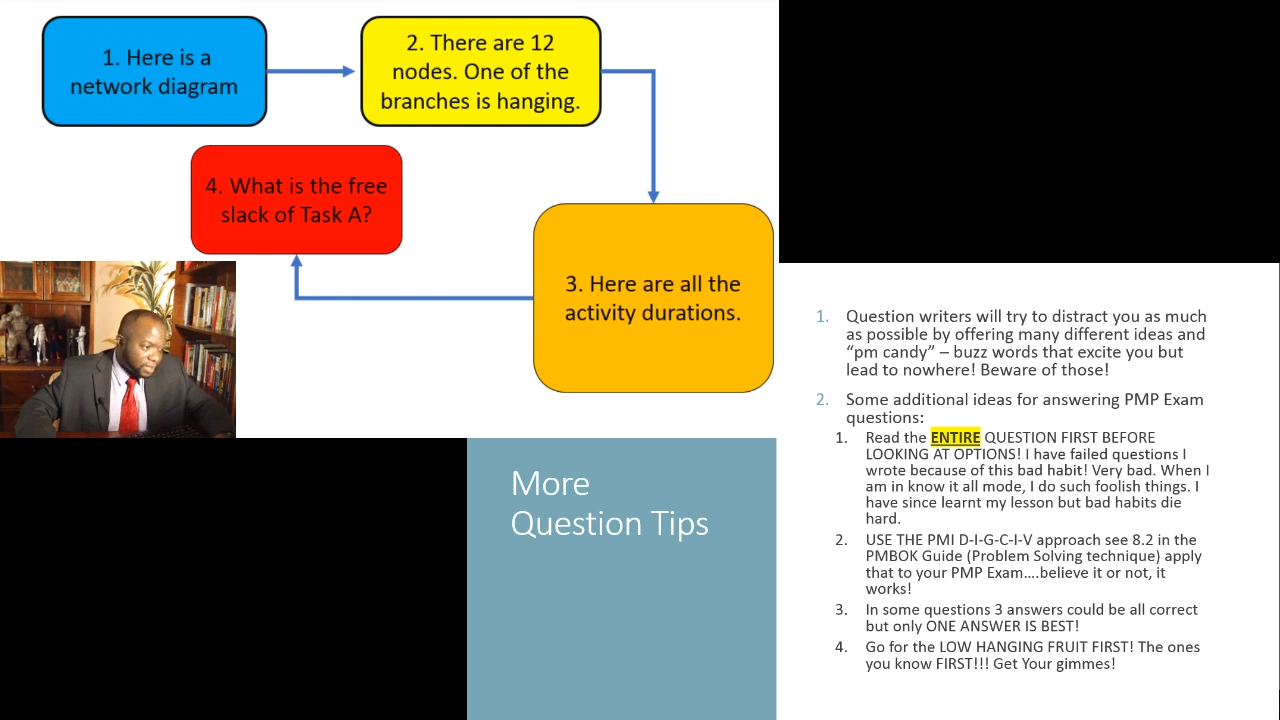 1. Here is a
network diagram
2. There are 12
nodes. One of the
branches is hanging.
4. What is the free
slack of Task A?
3. Here are all the
activity durations.
More
Question Tips
1. Question writers will try to distract you as much
as possible by offering many different ideas and
“pm candy” – buzz words that excite you but
lead to nowhere! Beware of those!
2. Some additional ideas for answering PMP Exam
questions:
1. Read the ENTIRE QUESTION FIRST BEFORE
LOOKING AT OPTIONS! I have failed questions I
wrote because of this bad habit! Very bad. When I
am in know it all mode, I do such foolish things. I
have since learnt my lesson but bad habits die
hard.
2. USE THE PMI D-I-G-C-I-V approach see 8.2 in the
PMBOK Guide (Problem Solving technique) apply
that to your PMP Exam….believe it or not, it
works!
3. In some questions 3 answers could be all correct
but only ONE ANSWER IS BEST!
4. Go for the LOW HANGING FRUIT FIRST! The ones
you know FIRST!!! Get Your gimmes!